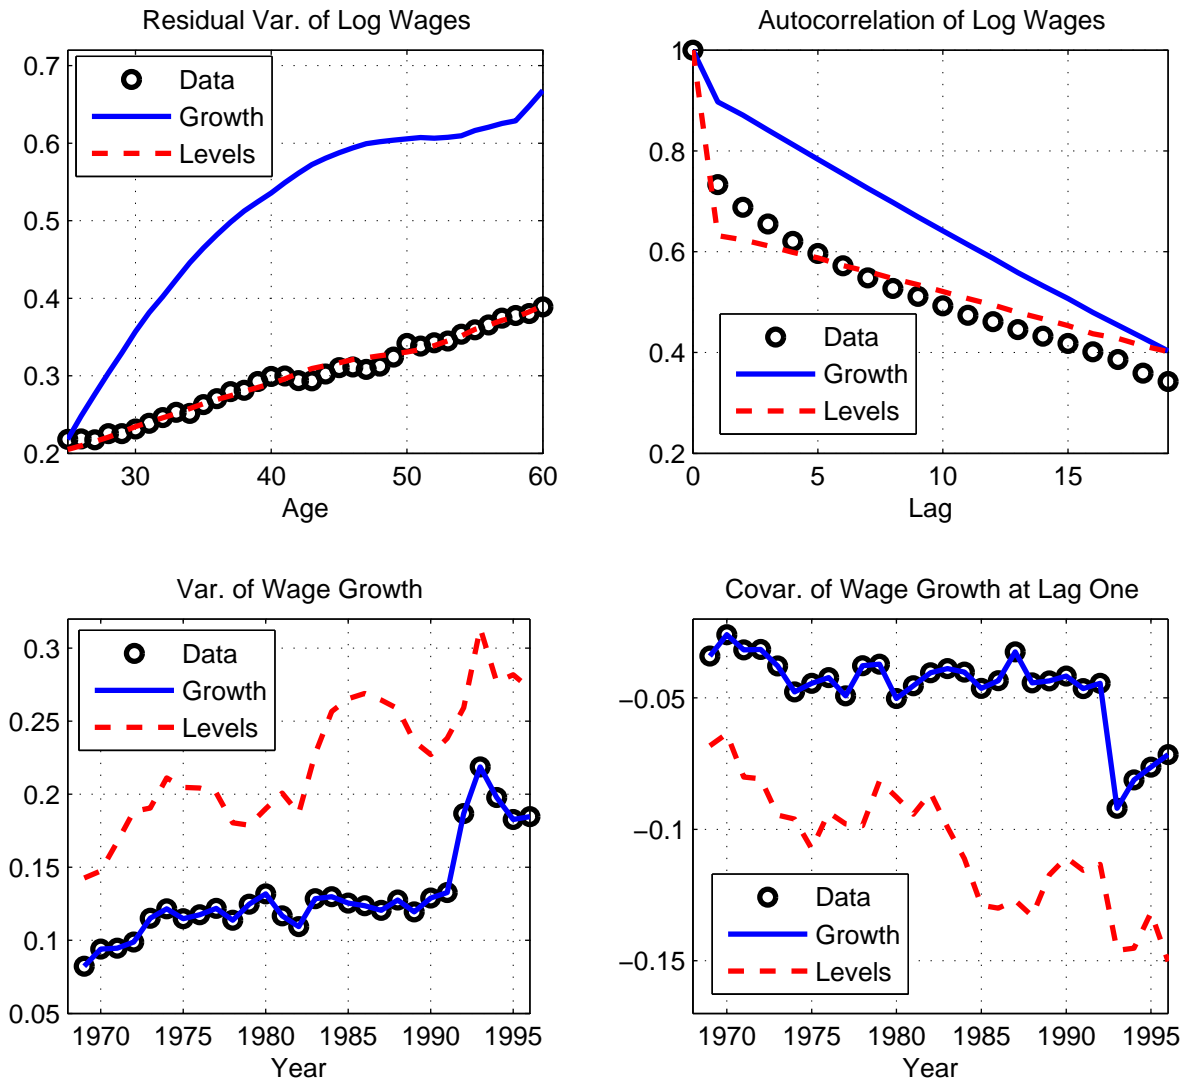 Residual Var. of Log Wages
0.7
0.6
0.5
0.4
0.3
0.2
Data
Growth
Levels
30
40
50
60
Age
Autocorrelation of Log Wages
1
0.8
0.6
0.4
0.2
Data
Growth
Levels
0
5
10
15
Lag
Var. of Wage Growth
0.3
0.25
0.2
0.15
0.1
0.05
Data
Growth
Levels
1970
1975
1980
1985
1990
1995
Year
Covar. of Wage Growth at Lag One
−0.05
−0.1
−0.15
Data
Growth
Levels
1970
1975
1980
1985
1990
1995
Year